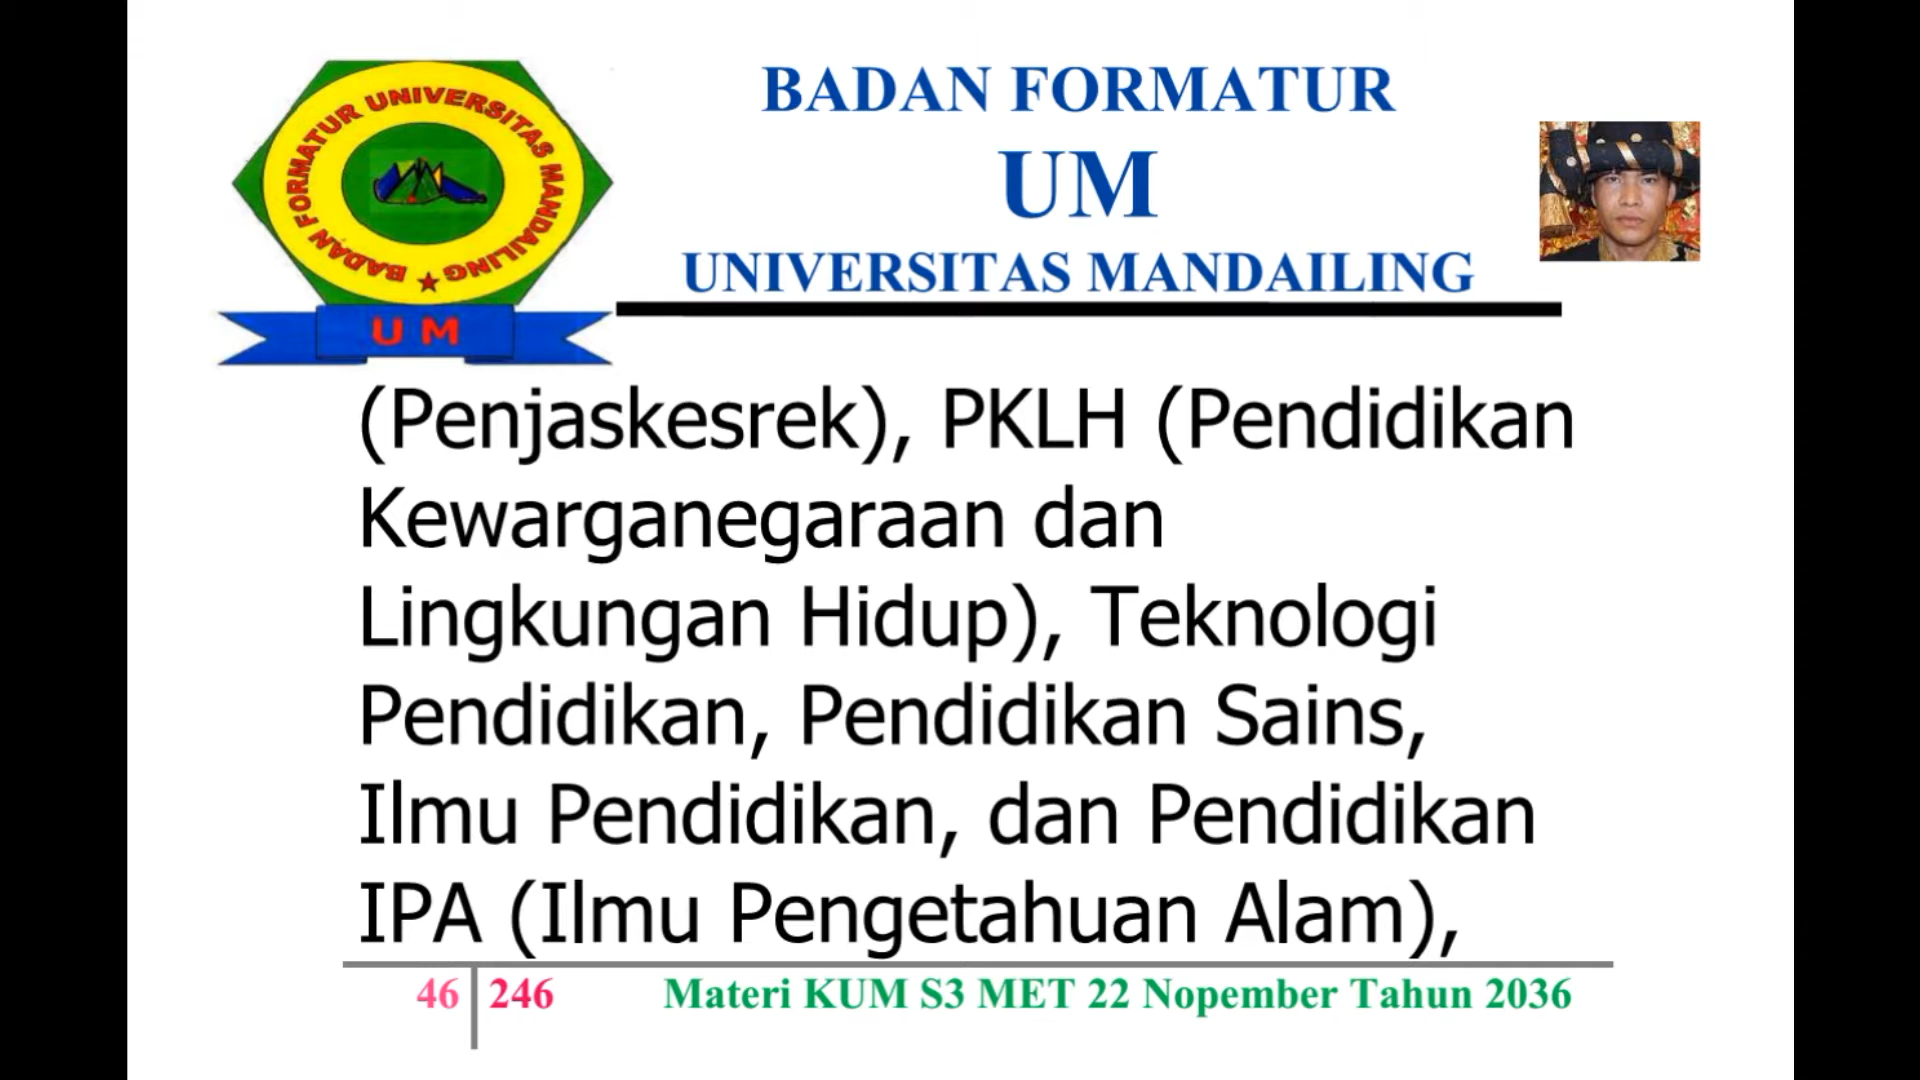 BADAN FORMATUR UNIVERSITAS MANDAILING
U M
BADAN FORMATUR
UM
UNIVERSITAS MANDAILING
(Penjaskesrek), PKLH (Pendidikan
Kewarganegaraan dan
Lingkungan Hidup), Teknologi
Pendidikan, Pendidikan Sains,
Ilmu Pendidikan, dan Pendidikan
IPA (Ilmu Pengetahuan Alam),
46 246 Materi KUM S3 MET 22 Nopember Tahun 2036